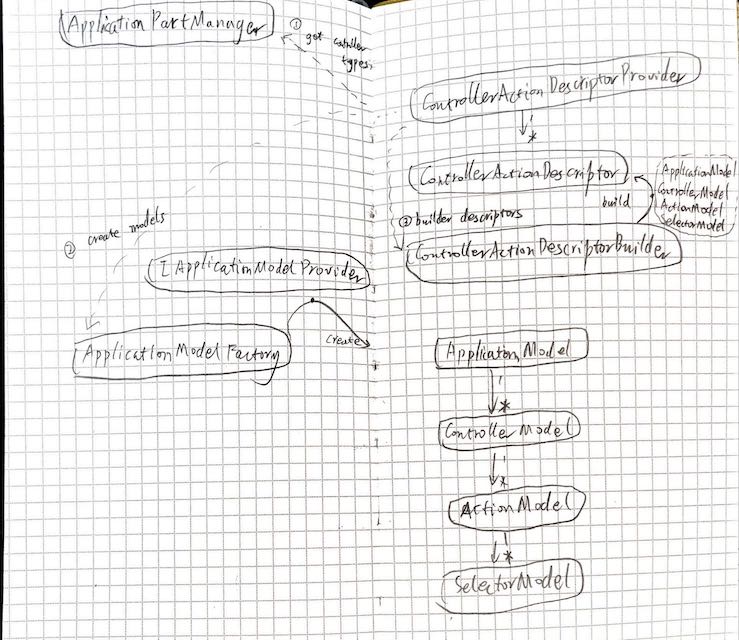 ApplicationPartManager
① get controller
types,
ControllerActionDescriptorProvider
1
*
ControllerActionDescriptor
build
ApplicationModel
ControllerModel
ActionModel
SelectorModel
③ builder descriptors
ControllerActionDescriptorBuilder
② create models
IApplicationModelProvider
ApplicationModelFactory
create
ApplicationModel
1
*
ControllerModel
1
*
ActionModel
1
*
SelectorModel